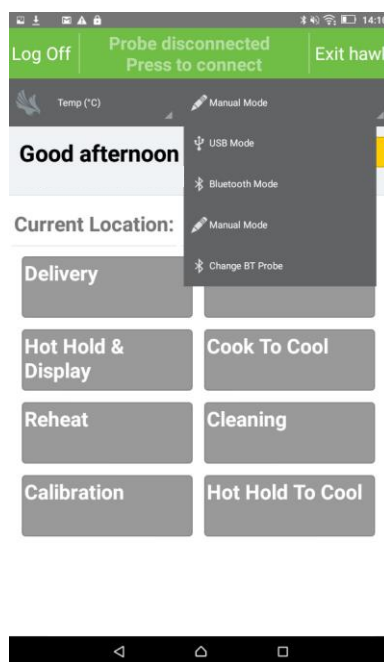 14:10
Log Off
Probe disconnected
Press to connect
Exit hawk
Temp (°C)
Manual Mode
USB Mode
Bluetooth Mode
Manual Mode
Change BT Probe
Good afternoon
Current Location:
Delivery
Hot Hold &
Display
Cook To Cool
Reheat
Cleaning
Calibration
Hot Hold To Cool